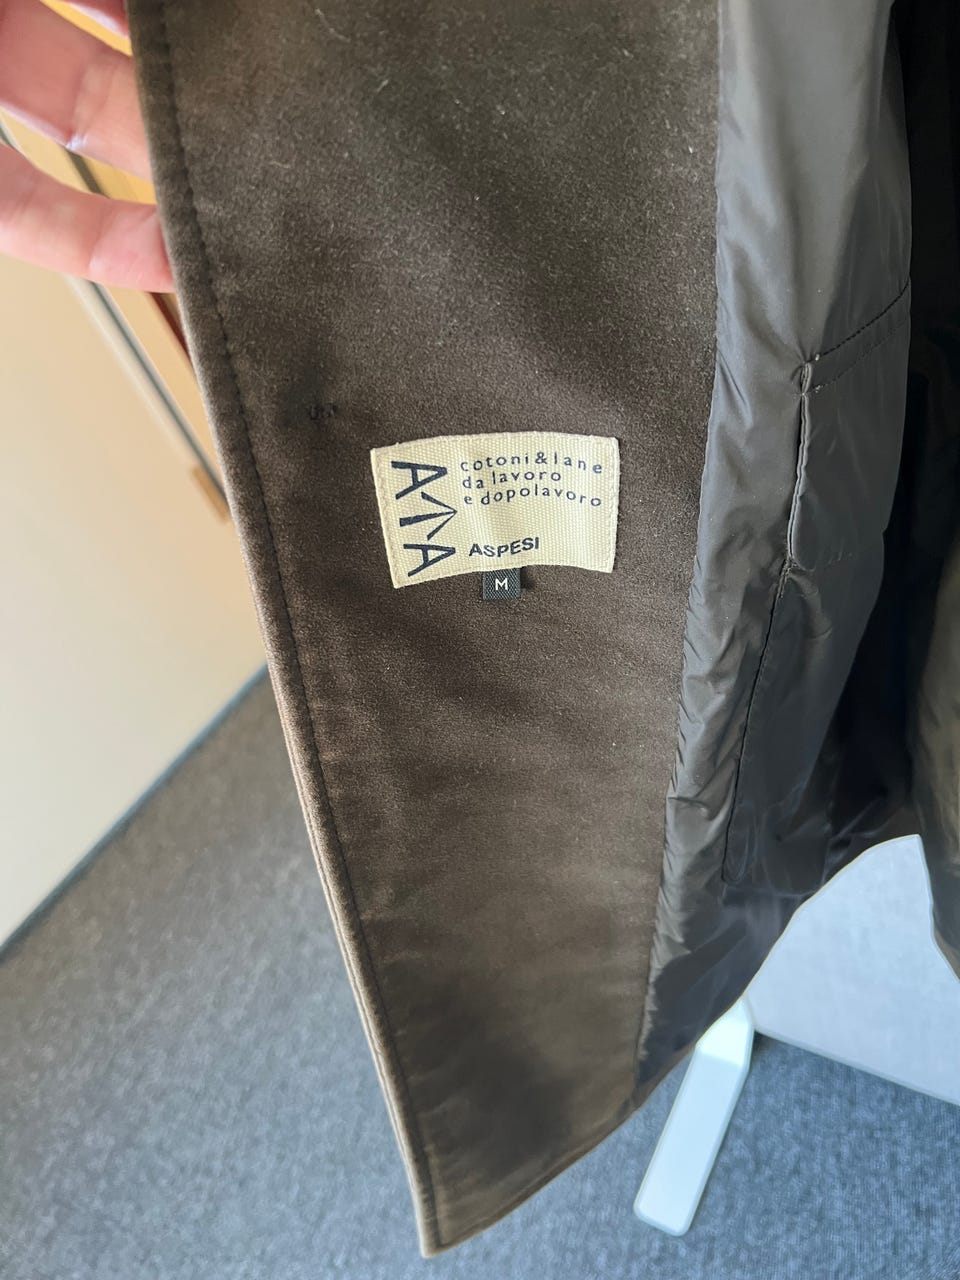 cotoni & lane
da lavoro
e dopolavoro
ASPESI
M